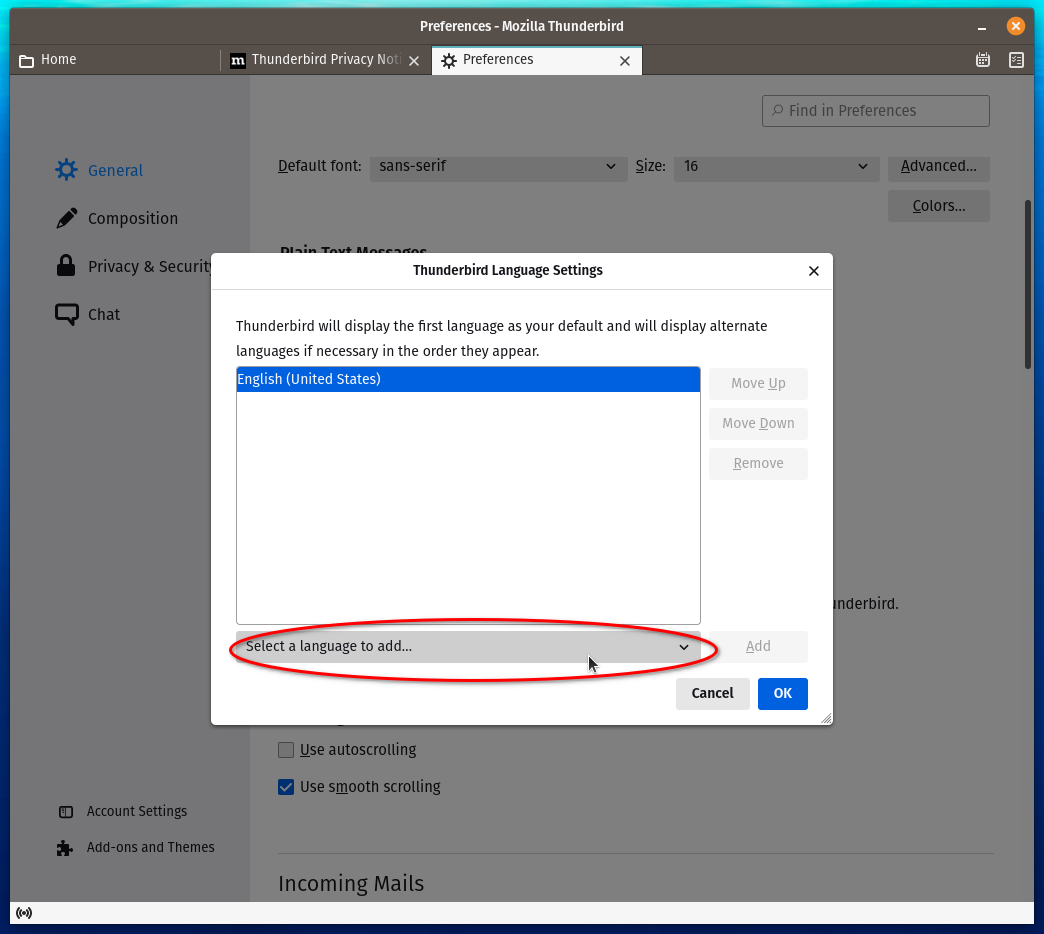 Preferences - Mozilla Thunderbird
Home
m Thunderbird Privacy Noti
Preferences
Find in Preferences
General
Composition
Privacy & Security
Chat
Default font: sans-serif Size: 16 Advanced...
Colors...
Plain Text Messages
Thunderbird Language Settings
Thunderbird will display the first language as your default and will display alternate
languages if necessary in the order they appear.
English (United States)
Move Up
Move Down
Remove
Select a language to add...
Add
Cancel
OK
underbird.
Use autoscrolling
Use smooth scrolling
Account Settings
Add-ons and Themes
Incoming Mails